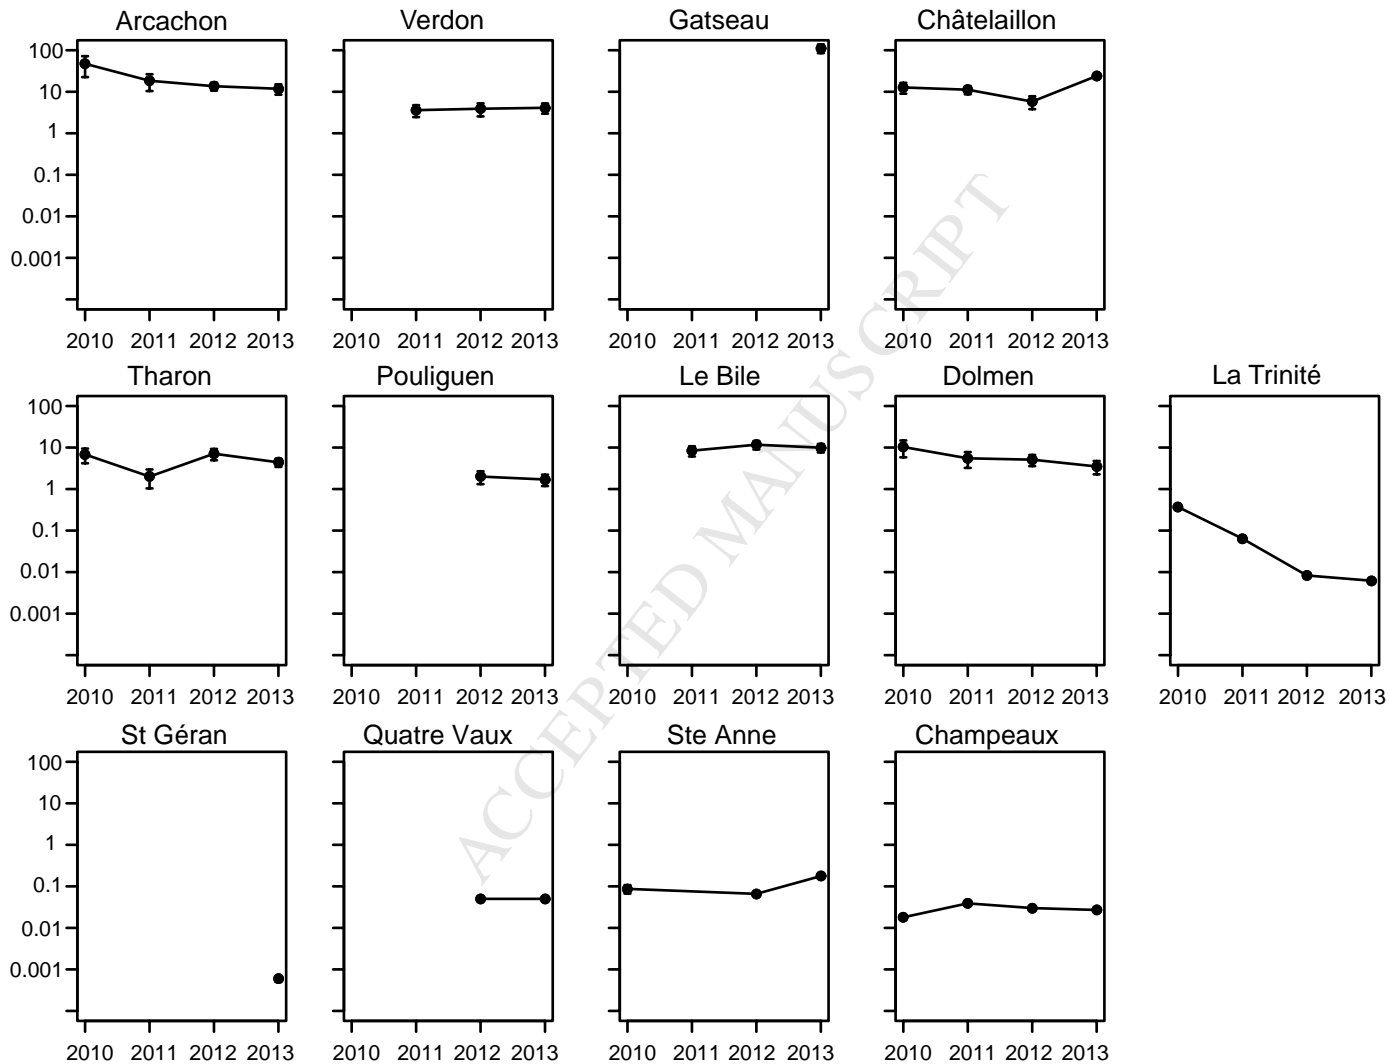 Arcachon Verdon Gatseau Châtelaillon
100
10
1
0.1
0.01
0.001
2010 2011 2012 2013 2010 2011 2012 2013 2010 2011 2012 2013 2010 2011 2012 2013
Tharon Pouliguen Le Bile Dolmen La Trinité
100
10
1
0.1
0.01
0.001
2010 2011 2012 2013 2010 2011 2012 2013 2010 2011 2012 2013 2010 2011 2012 2013 2010 2011 2012 2013
St Géran Quatre Vaux Ste Anne Champeaux
100
10
1
0.1
0.01
0.001
2010 2011 2012 2013 2010 2011 2012 2013 2010 2011 2012 2013 2010 2011 2012 2013
ACCEPTED MANUSCRIPT